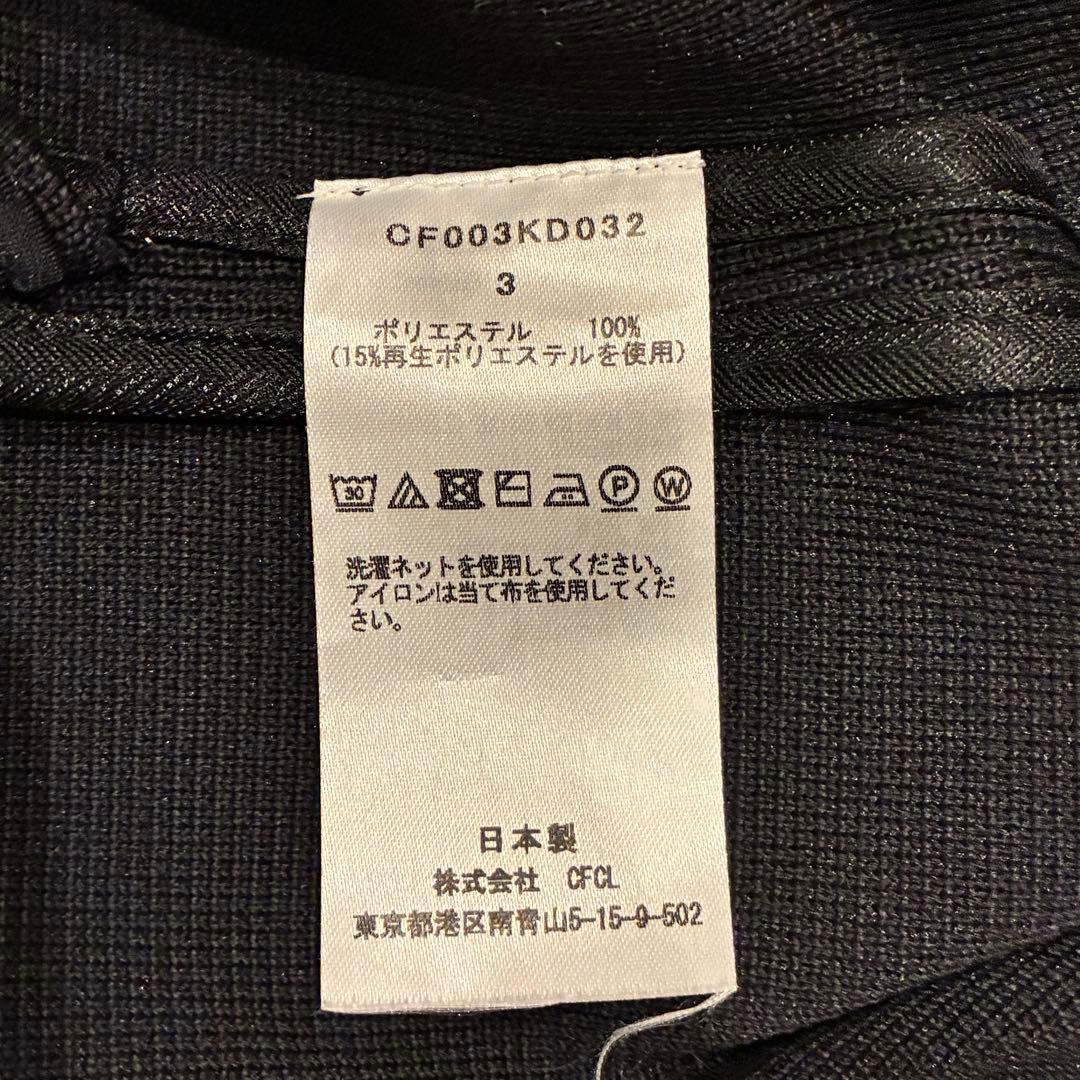 CF003KD032
3
ポリエステル 100%
(15%再生ポリエステルを使用)
30
P
W
洗濯ネットを使用してください。
アイロンは当て布を使用してくだ
さい。
日本製
株式会社 CFCL
東京都港区南青山5-15-9-502